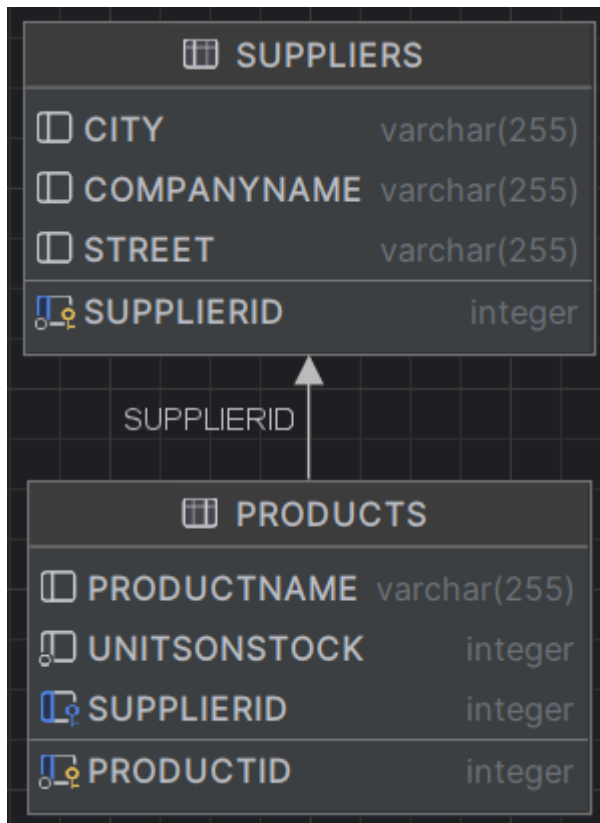 SUPPLIERS
CITY varchar(255)
COMPANYNAME varchar(255)
STREET varchar(255)
SUPPLIERID integer
SUPPLIERID
PRODUCTS
PRODUCTNAME varchar(255)
UNITSONSTOCK integer
SUPPLIERID integer
PRODUCTID integer